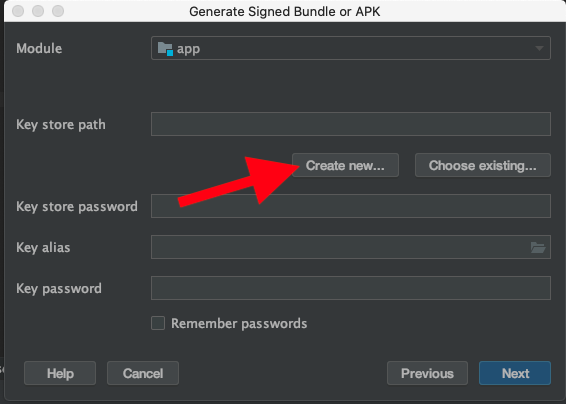 Generate Signed Bundle or APK
Module
app
Key store path
Create new...
Choose existing...
Key store password
Key alias
Key password
Remember passwords
Help
Cancel
Previous
Next